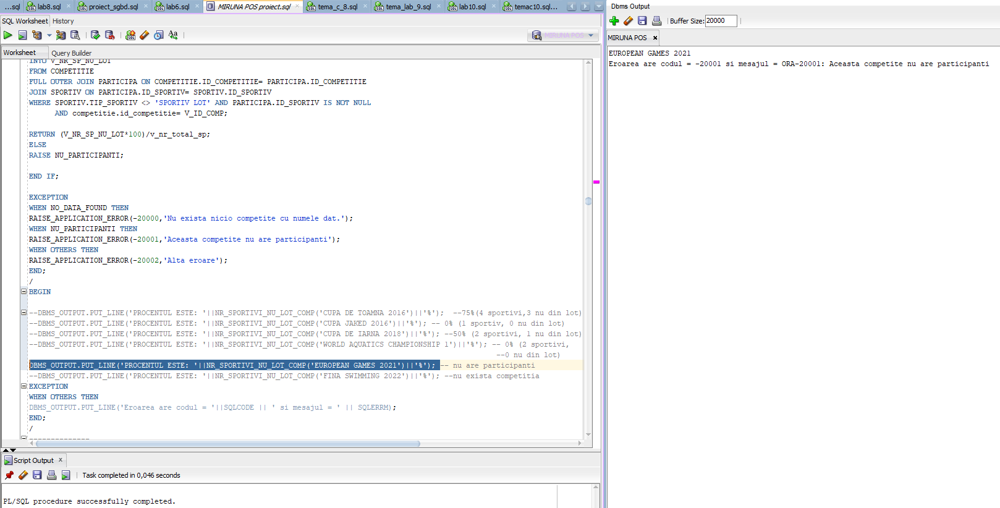 ...sql lab8.sql proiect_sgbd.sql lab6.sql MIRUNA POS proiect.sql tema_c_8.sql tema_lab_9.sql lab10.sql temac10.sql...
SQL Worksheet History
MIRUNA POS
Worksheet Query Builder
INTO V_NR_SP_NU_LOT
FROM COMPETITIE
FULL OUTER JOIN PARTICIPA ON COMPETITIE.ID_COMPETITIE= PARTICIPA.ID_COMPETITIE
JOIN SPORTIV ON PARTICIPA.ID_SPORTIV= SPORTIV.ID_SPORTIV
WHERE SPORTIV.TIP_SPORTIV <> 'SPORTIV LOT' AND PARTICIPA.ID_SPORTIV IS NOT NULL
AND competitie.id_competitie= V_ID_COMP;
RETURN (V_NR_SP_NU_LOT*100)/v_nr_total_sp;
ELSE
RAISE NU_PARTICIPANTI;
END IF;
EXCEPTION
WHEN NO_DATA_FOUND THEN
RAISE_APPLICATION_ERROR(-20000,'Nu exista nicio competite cu numele dat.');
WHEN NU_PARTICIPANTI THEN
RAISE_APPLICATION_ERROR(-20001,'Aceasta competite nu are participanti');
WHEN OTHERS THEN
RAISE_APPLICATION_ERROR(-20002,'Alta eroare');
END;
/
BEGIN
--DBMS_OUTPUT.PUT_LINE('PROCENTUL ESTE: '||NR_SPORTIVI_NU_LOT_COMP('CUPA DE TOAMNA 2016')||'%');  --75%(4 sportivi,3 nu din lot)
--DBMS_OUTPUT.PUT_LINE('PROCENTUL ESTE: '||NR_SPORTIVI_NU_LOT_COMP('CUPA JAKED 2016')||'%'); -- 0% (1 sportiv, 0 nu din lot)
--DBMS_OUTPUT.PUT_LINE('PROCENTUL ESTE: '||NR_SPORTIVI_NU_LOT_COMP('CUPA DE IARNA 2018')||'%'); --50% (2 sportivi, 1 nu din lot)
--DBMS_OUTPUT.PUT_LINE('PROCENTUL ESTE: '||NR_SPORTIVI_NU_LOT_COMP('WORLD AQUATICS CHAMPIONSHIP 1')||'%'); -- 0% (2 sportivi,
--0 nu din lot)
DBMS_OUTPUT.PUT_LINE('PROCENTUL ESTE: '||NR_SPORTIVI_NU_LOT_COMP('EUROPEAN GAMES 2021')||'%'); -- nu are participanti
--DBMS_OUTPUT.PUT_LINE('PROCENTUL ESTE: '||NR_SPORTIVI_NU_LOT_COMP('FINA SWIMMING 2022')||'%'); --nu exista competitia
EXCEPTION
WHEN OTHERS THEN
DBMS_OUTPUT.PUT_LINE('Eroarea are codul = '||SQLCODE || ' si mesajul = ' || SQLERRM);
END;
/
--------------
Script Output
Task completed in 0,046 seconds
PL/SQL procedure successfully completed.
Dbms Output
Buffer Size: 20000
MIRUNA POS
EUROPEAN GAMES 2021
Eroarea are codul = -20001 si mesajul = ORA-20001: Aceasta competite nu are participanti